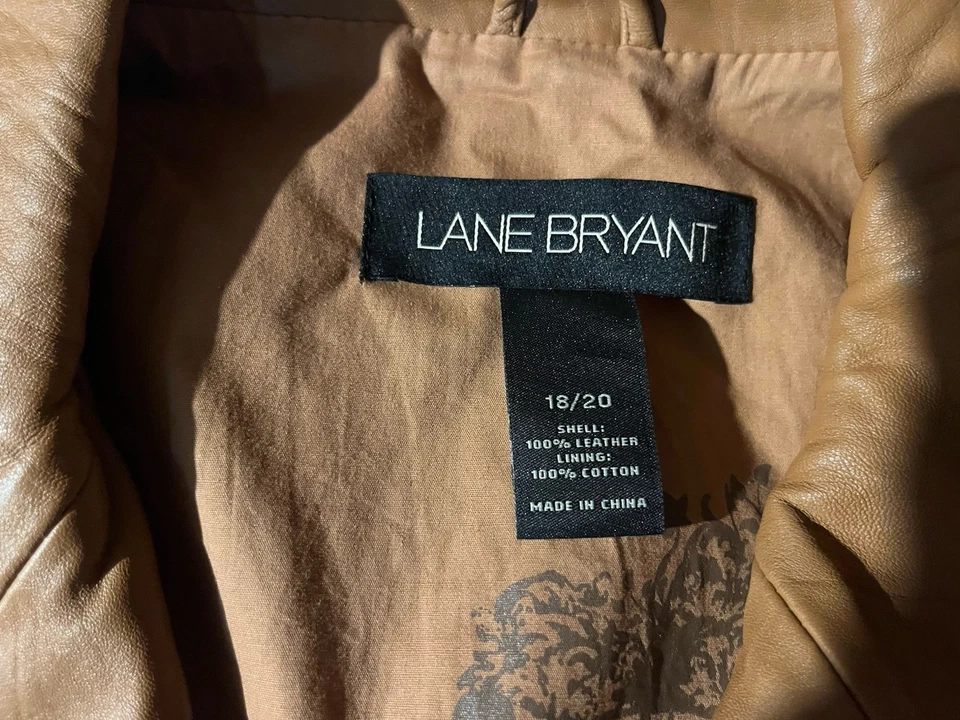 LANE BRYANT
18/20
SHELL:
100% LEATHER
LINING:
100% COTTON
MADE IN CHINA